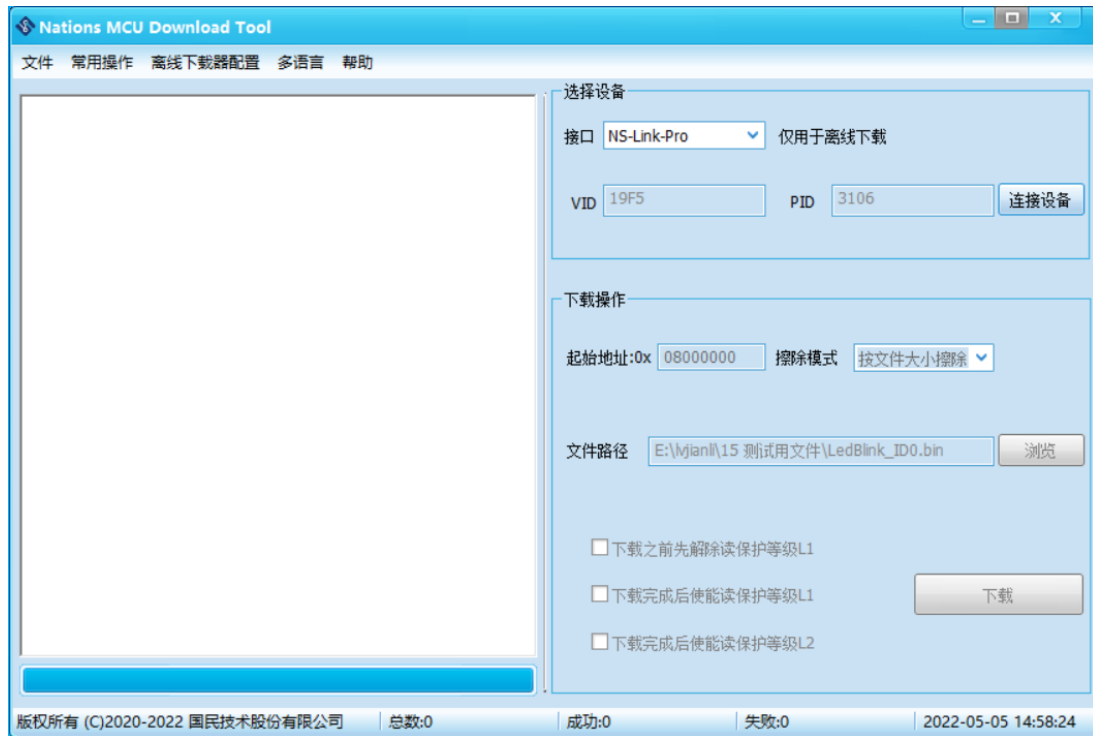 Nations MCU Download Tool
文件 常用操作 离线下载器配置 多语言 帮助
选择设备
接口 NS-Link-Pro 仅用于离线下载
VID 19F5 PID 3106 连接设备
下载操作
起始地址:0x 08000000 擦除模式 按文件大小擦除
文件路径 E:\lvjianli\15 测试用文件\LedBlink_ID0.bin 浏览
下载之前先解除读保护等级L1
下载完成后使能读保护等级L1 下载
下载完成后使能读保护等级L2
版权所有 (C)2020-2022 国民技术股份有限公司 总数:0 成功:0 失败:0 2022-05-05 14:58:24